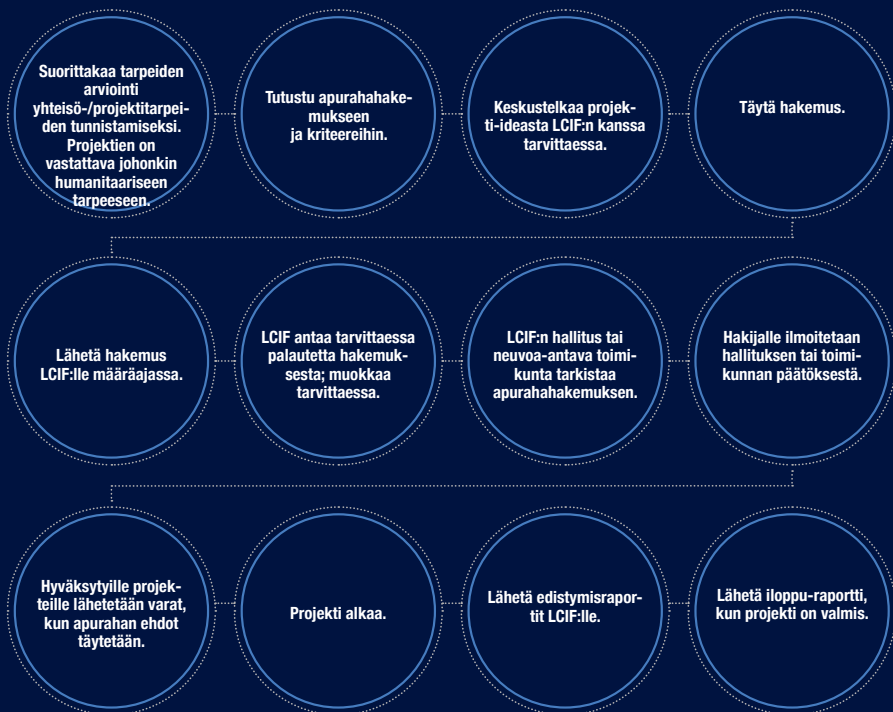 Suorittakaa tarpeiden
arviointi
yhteisö-/projektitarpei-
den tunnistamiseksi.
Projektien on
vastattava johonkin
humanitaariseen
tarpeeseen.
Tutustu apurahahake-
mukseen
ja kriteereihin.
Keskustelkaa projek-
ti-ideasta LCIF:n kanssa
tarvittaessa.
Täytä hakemus.
Lähetä hakemus
LCIF:lle määräajassa.
LCIF antaa tarvittaessa
palautetta hakemuk-
sesta; muokkaa
tarvittaessa.
LCIF:n hallitus tai
neuvoa-antava toimi-
kunta tarkistaa
apurahahakemuksen.
Hakijalle ilmoitetaan
hallituksen tai toimi-
kunnan päätöksestä.
Hyväksytyille projek-
teille lähetetään varat,
kun apurahan ehdot
täytetään.
Projekti alkaa.
Lähetä edistymisrapor-
tit LCIF:lle.
Lähetä iloppu-raportti,
kun projekti on valmis.